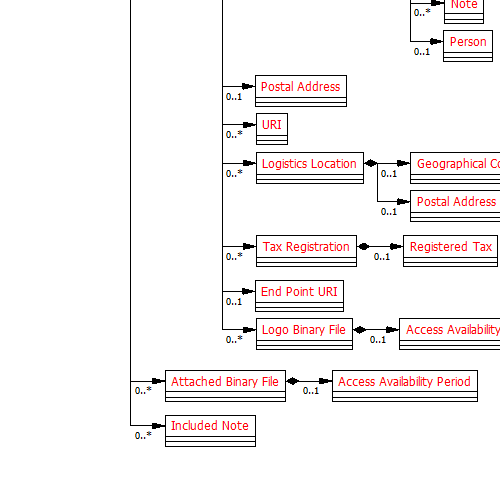 Note
0..*
Person
0..1
Postal Address
0..1
URI
0..*
Logistics Location
0..*
Geographical
0..1
Postal Address
0..1
Tax Registration
0..*
Registered Tax
0..1
End Point URI
0..1
Logo Binary File
0..*
Access Availability
0..1
Attached Binary File
0..*
Access Availability Period
0..1
Included Note
0..*